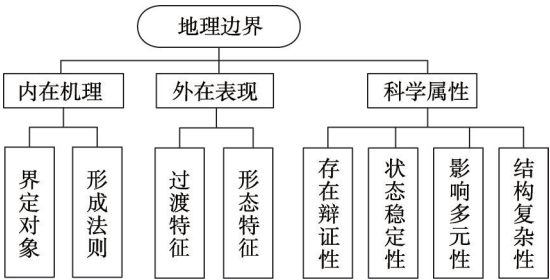 地理边界
内在机理
外在表现
科学属性
界定对象
形成法则
过渡特征
形态特征
存在辩证性
状态稳定性
影响多元性
结构复杂性